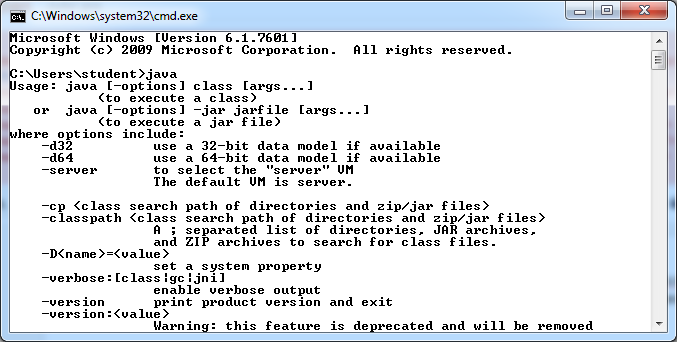 C:\Windows\system32\cmd.exe
Microsoft Windows [Version 6.1.7601]
Copyright (c) 2009 Microsoft Corporation.  All rights reserved.
C:\Users\student>java
Usage: java [-options] class [args...]
           (to execute a class)
   or  java [-options] -jar jarfile [args...]
           (to execute a jar file)
where options include:
    -d32          use a 32-bit data model if available
    -d64          use a 64-bit data model if available
    -server       to select the "server" VM
                  The default VM is server.
    -cp <class search path of directories and zip/jar files>
    -classpath <class search path of directories and zip/jar files>
                  A ; separated list of directories, JAR archives,
                  and ZIP archives to search for class files.
    -D<name>=<value>
                  set a system property
    -verbose:[class|gc|jni]
                  enable verbose output
    -version      print product version and exit
    -version:<value>
                  Warning: this feature is deprecated and will be removed